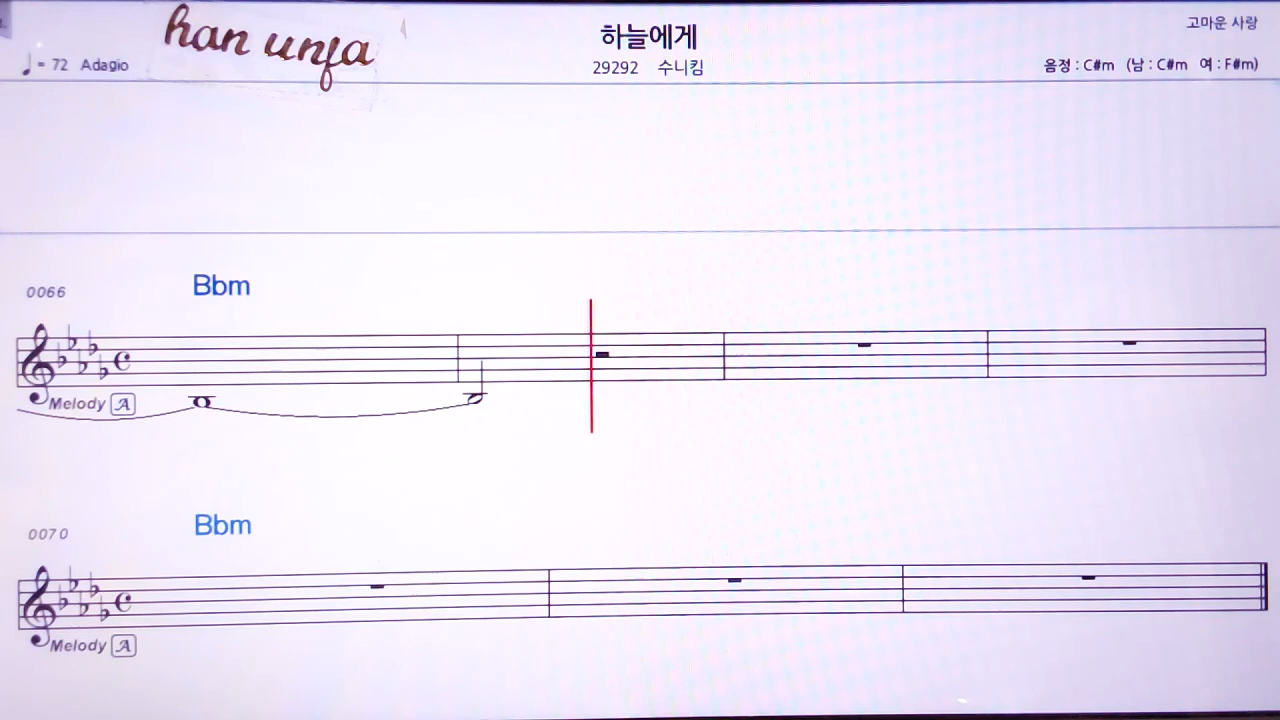 han unfa
하늘에게
고마운 사랑
♩ = 72 Adagio
29292 수니킴
음정 : C#m (남 : C#m 여 : F#m)
0066
Bbm
Melody A
0070
Bbm
Melody A